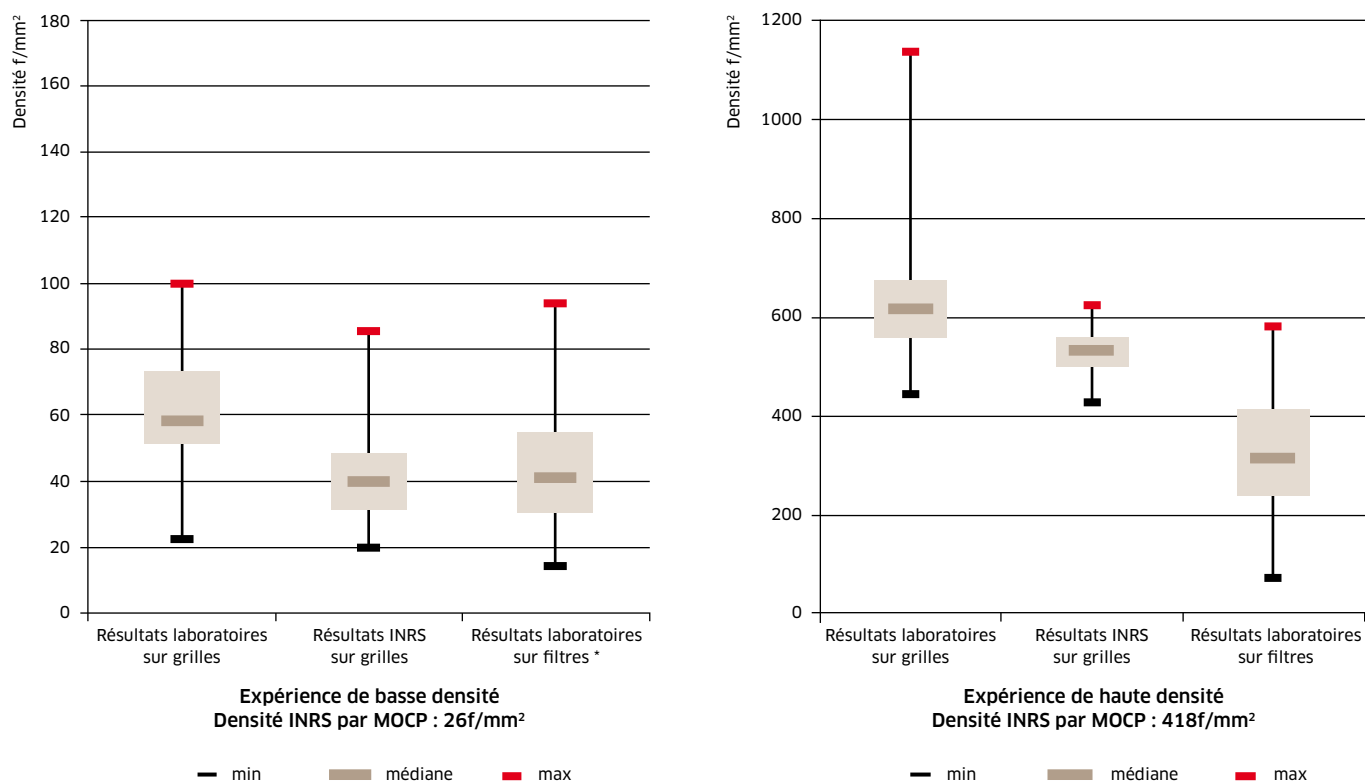 Densité f/mm²
180
160
140
120
100
80
60
40
20
0
Résultats laboratoires
sur grilles
Résultats INRS
sur grilles
Résultats laboratoires
sur filtres *
Expérience de basse densité
Densité INRS par MOCP : 26f/mm²
min
médiane
max
Densité f/mm²
1200
1000
800
600
400
200
0
Résultats laboratoires
sur grilles
Résultats INRS
sur grilles
Résultats laboratoires
sur filtres
Expérience de haute densité
Densité INRS par MOCP : 418f/mm²
min
médiane
max